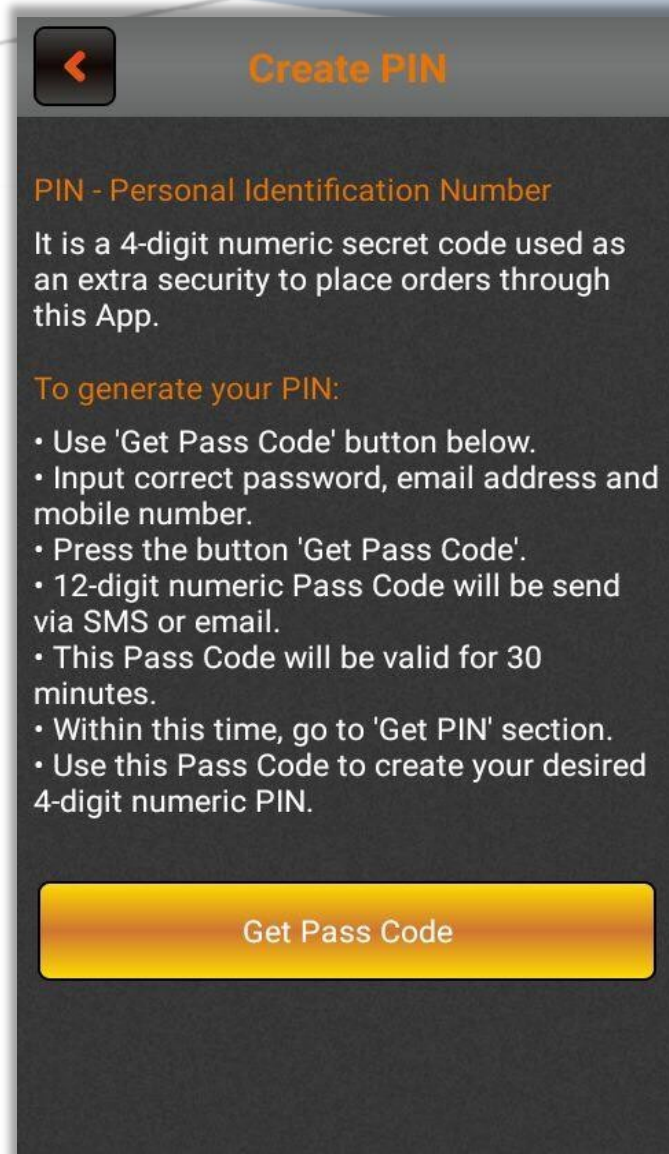 Create PIN
PIN - Personal Identification Number
It is a 4-digit numeric secret code used as
an extra security to place orders through
this App.
To generate your PIN:
• Use 'Get Pass Code' button below.
• Input correct password, email address and
mobile number.
• Press the button 'Get Pass Code'.
• 12-digit numeric Pass Code will be send
via SMS or email.
• This Pass Code will be valid for 30
minutes.
• Within this time, go to 'Get PIN' section.
• Use this Pass Code to create your desired
4-digit numeric PIN.
Get Pass Code